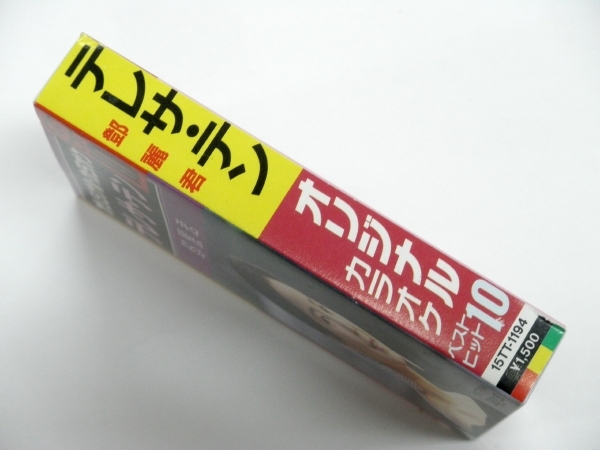 テレサ・テン
鄧麗君
オリジナル
カラオケ
ベスト
ヒット10
15TT-1194
¥1,500